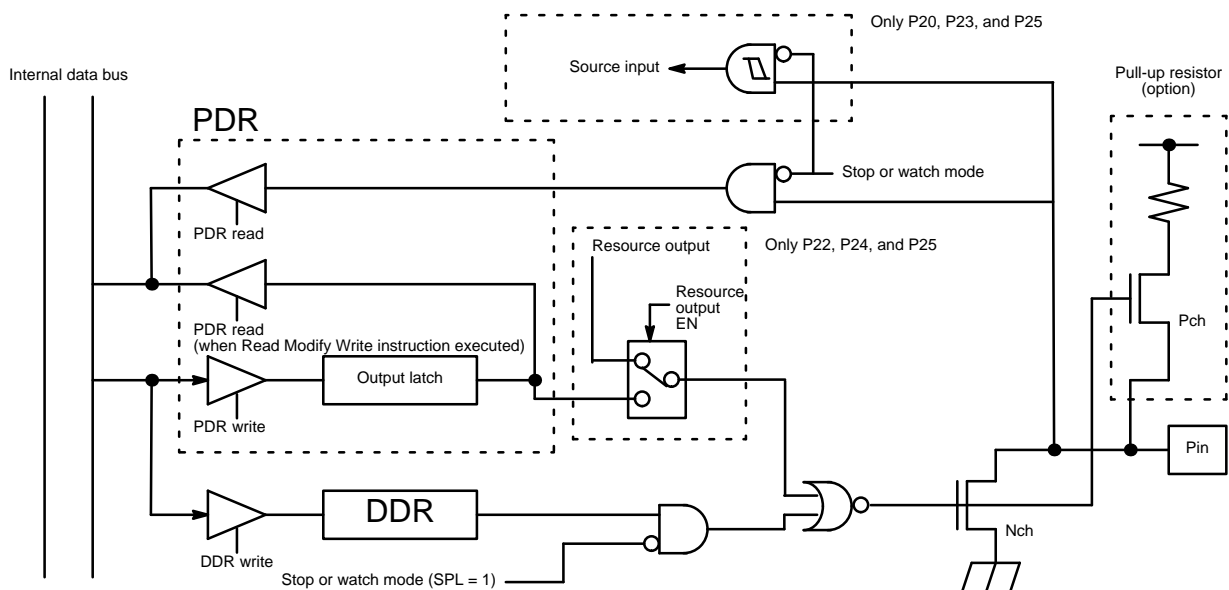 Only P20, P23, and P25
Source input
Internal data bus
Pull-up resistor
(option)
PDR
Stop or watch mode
PDR read
Resource output
Only P22, P24, and P25
Resource
output
EN
PDR read
(when Read Modify Write instruction executed)
Pch
Output latch
PDR write
Pin
DDR
Nch
DDR write
Stop or watch mode (SPL = 1)